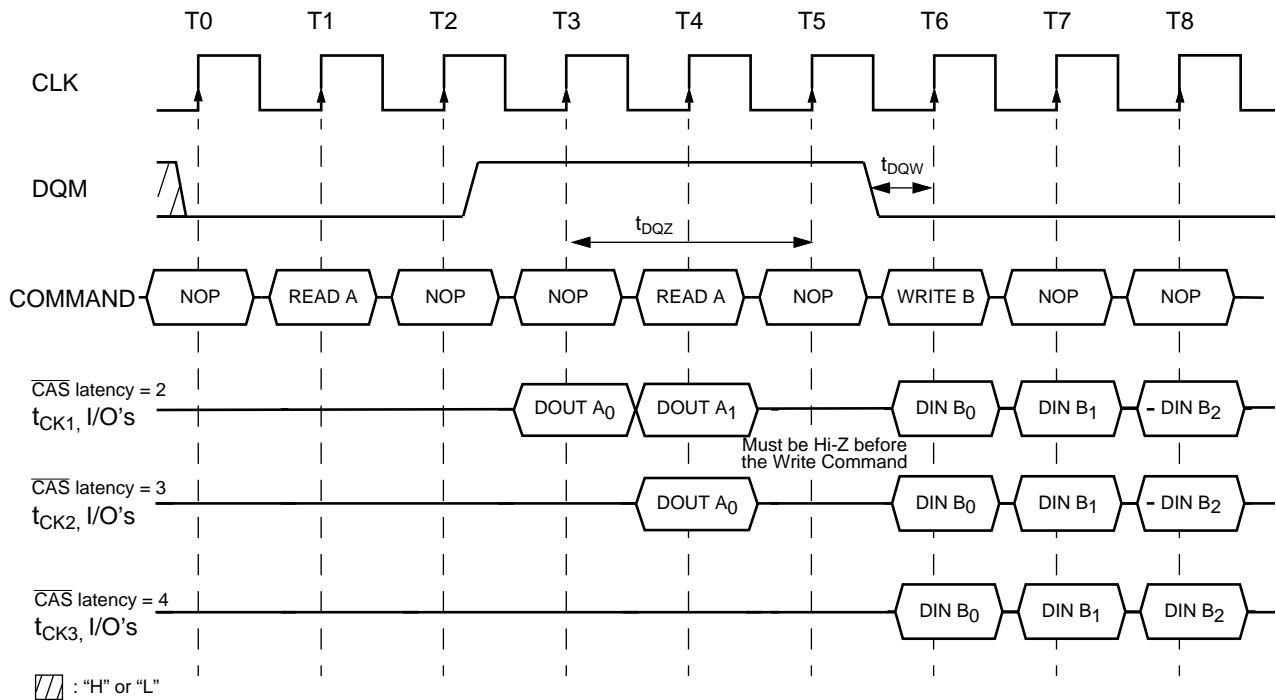 T0 T1 T2 T3 T4 T5 T6 T7 T8
CLK
DQM
tDQW
tDQZ
COMMAND NOP READ A NOP NOP READ A NOP WRITE B NOP NOP
CAS latency = 2
tCK1, I/O's DOUT A0 DOUT A1 DIN B0 DIN B1 DIN B2
Must be Hi-Z before
the Write Command
CAS latency = 3
tCK2, I/O's DOUT A0 DIN B0 DIN B1 DIN B2
CAS latency = 4
tCK3, I/O's DIN B0 DIN B1 DIN B2
: “H” or “L”